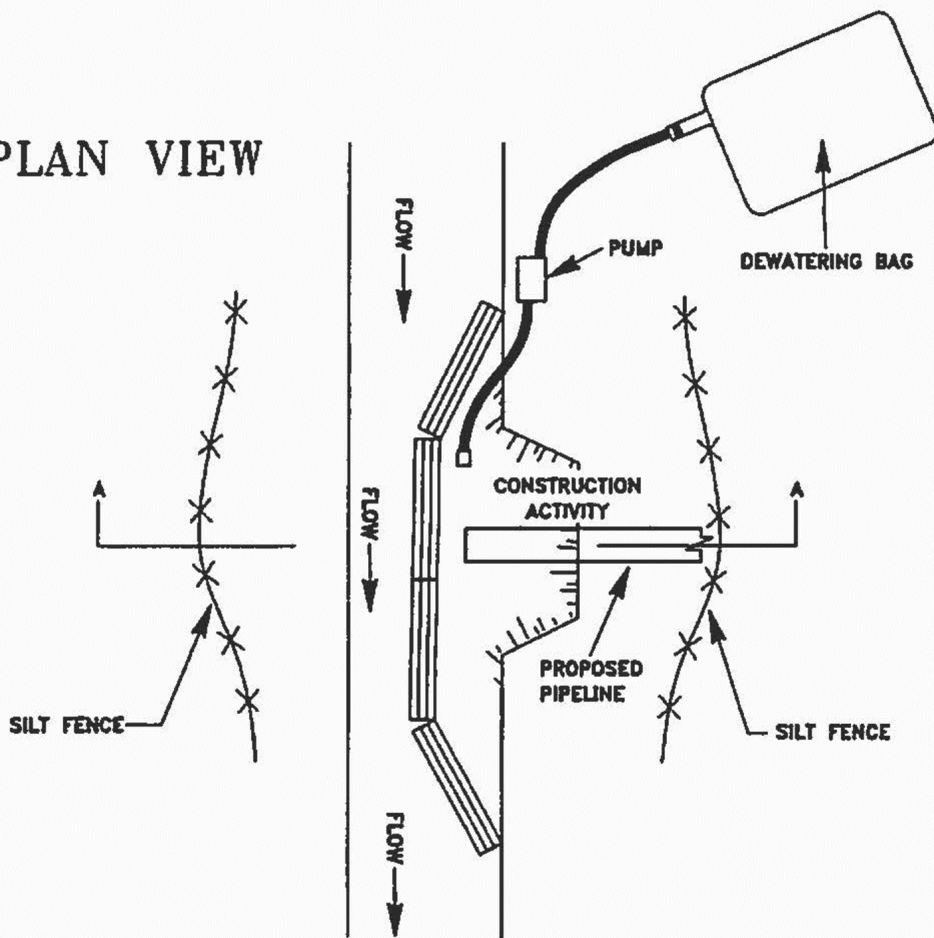 PLAN VIEW
FLOW
PUMP
DEWATERING BAG
A
A
FLOW
CONSTRUCTION
ACTIVITY
PROPOSED
PIPELINE
SILT FENCE
SILT FENCE
FLOW